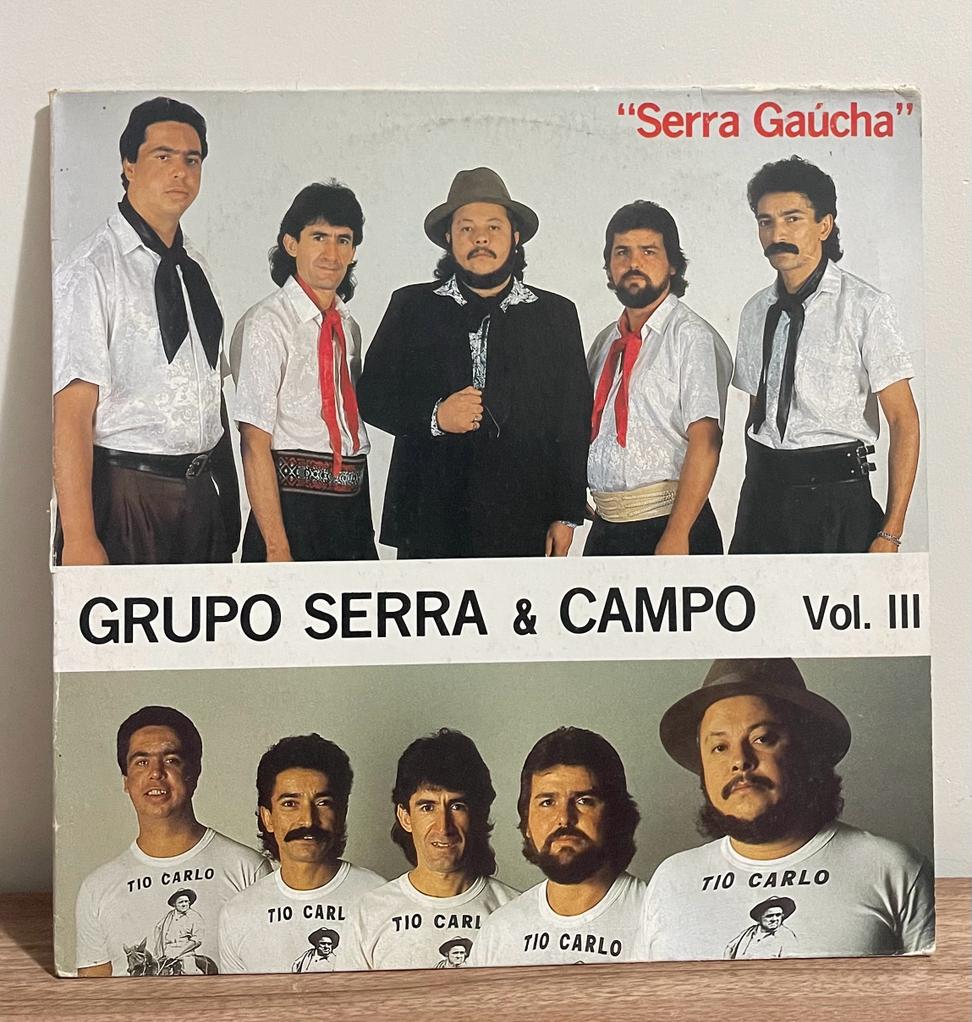 “Serra Gaúcha”
GRUPO SERRA & CAMPO Vol. III
TIO CARLO
TIO CARL
TIO CARL
TIO CARLO
TIO CARLO